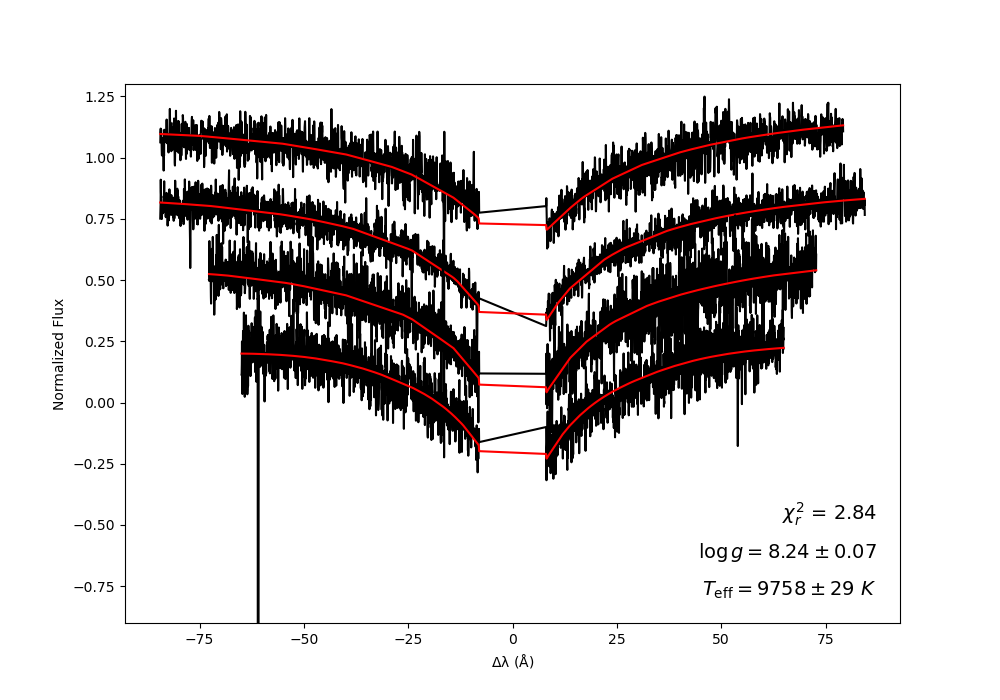 1.25
1.00
0.75
0.50
0.25
0.00
−0.25
−0.50
−0.75
Normalized Flux
χ²ᵣ = 2.84
log g = 8.24 ± 0.07
T_eff = 9758 ± 29 K
−75 −50 −25 0 25 50 75
Δλ (Å)